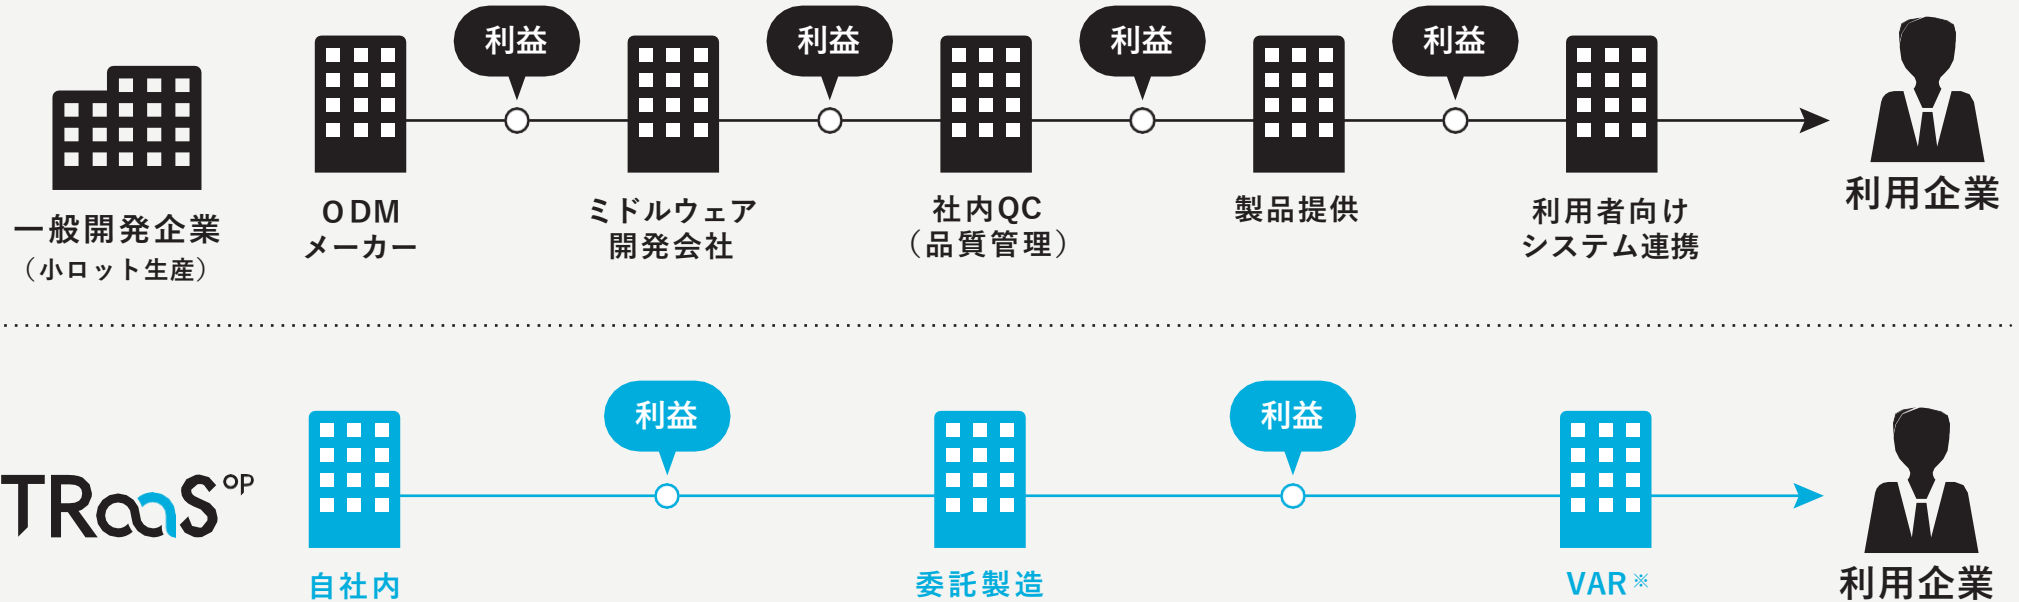 利益
利益
利益
利益
一般開発企業
（小ロット生産）
ODM
メーカー
ミドルウェア
開発会社
社内QC
（品質管理）
製品提供
利用者向け
システム連携
利用企業
利益
利益
TRaaS OP
自社内
委託製造
VAR※
利用企業